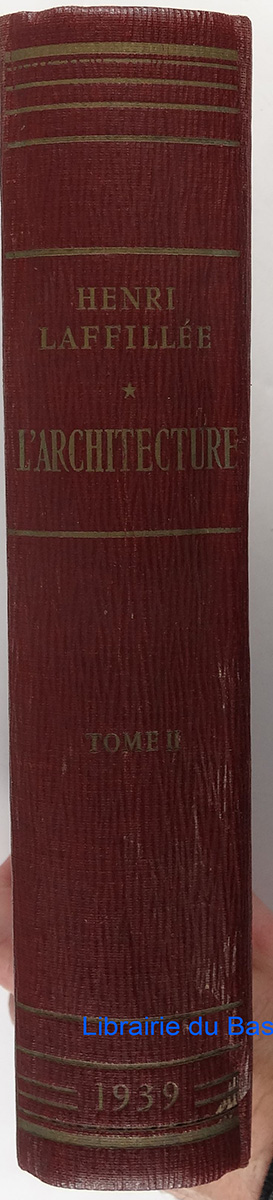 HENRI
LAFFILLÉE
L'ARCHITECTURE
TOME II
Librairie du Bas
1939